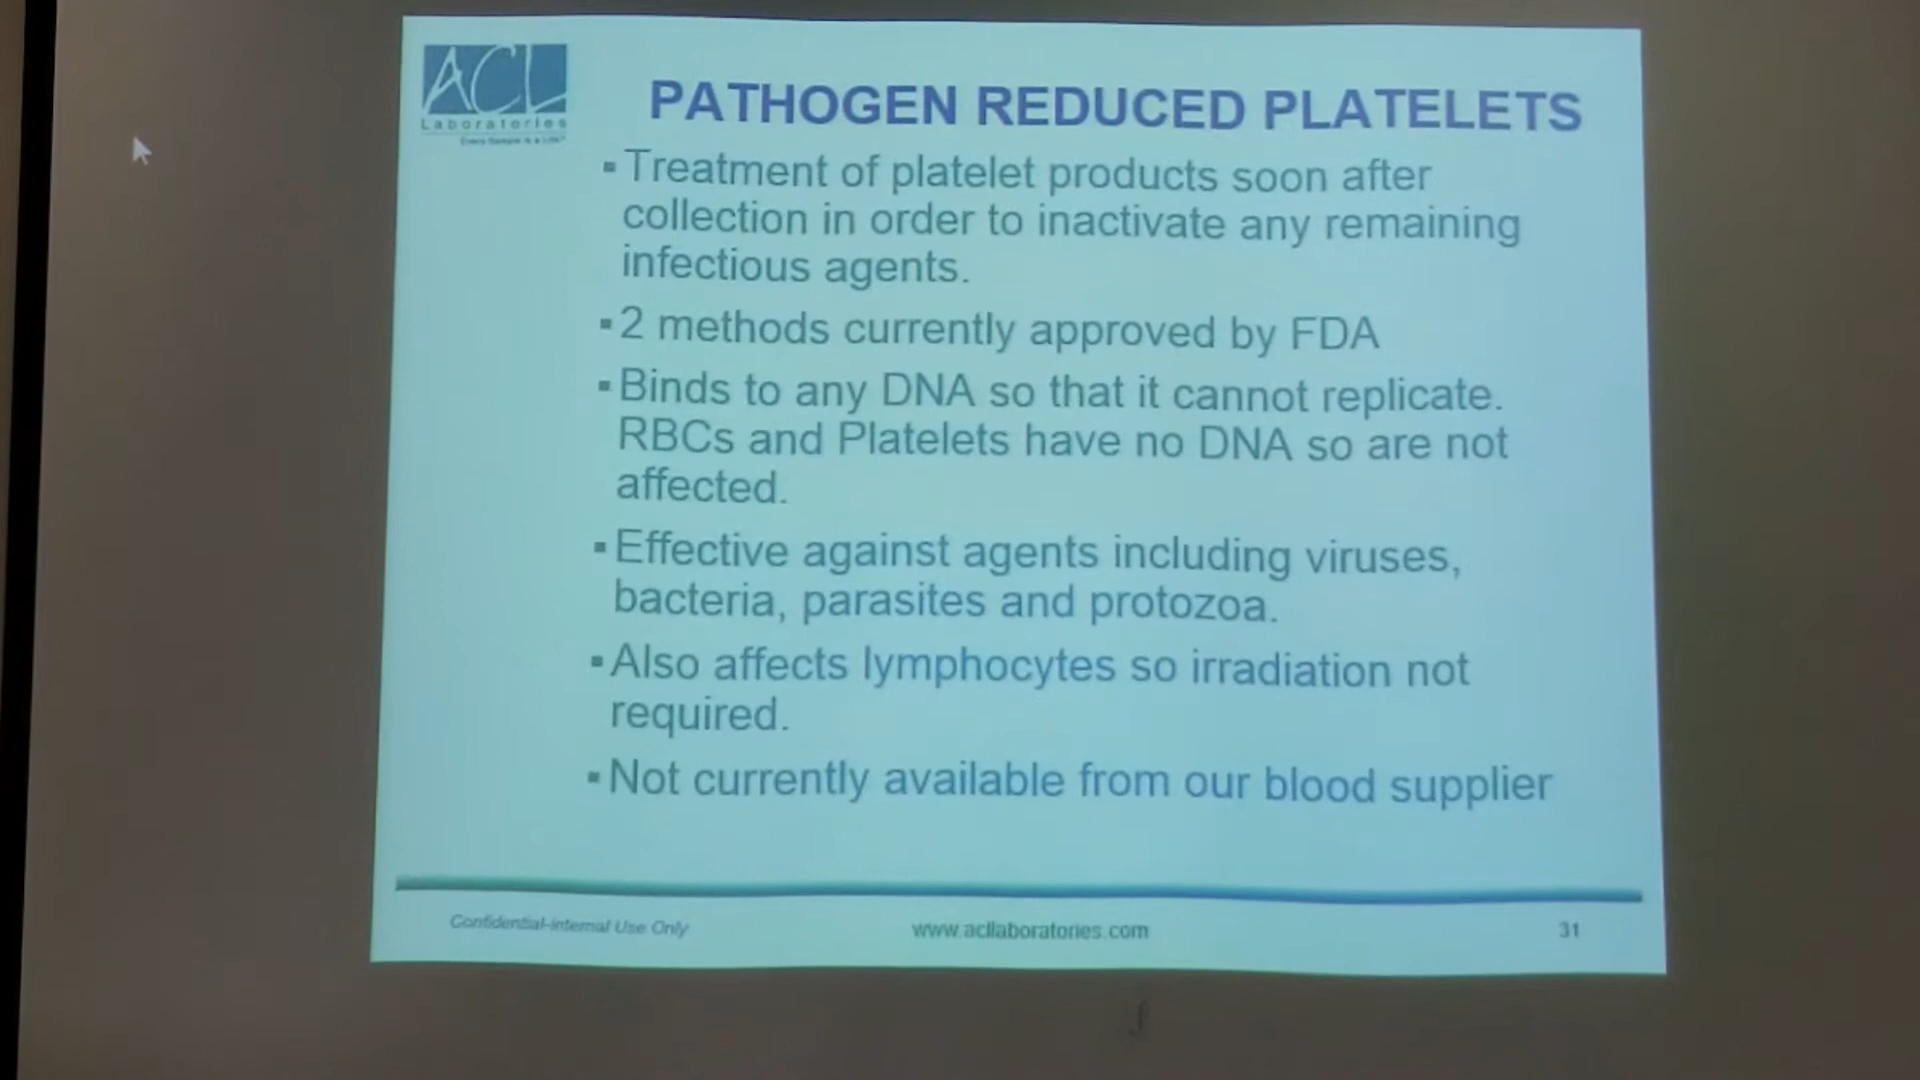 ACL
Laboratories
PATHOGEN REDUCED PLATELETS
▪Treatment of platelet products soon after
collection in order to inactivate any remaining
infectious agents.
▪2 methods currently approved by FDA
▪Binds to any DNA so that it cannot replicate.
RBCs and Platelets have no DNA so are not
affected.
▪Effective against agents including viruses,
bacteria, parasites and protozoa.
▪Also affects lymphocytes so irradiation not
required.
▪Not currently available from our blood supplier
Confidential-Internal Use Only
www.acllaboratories.com
31